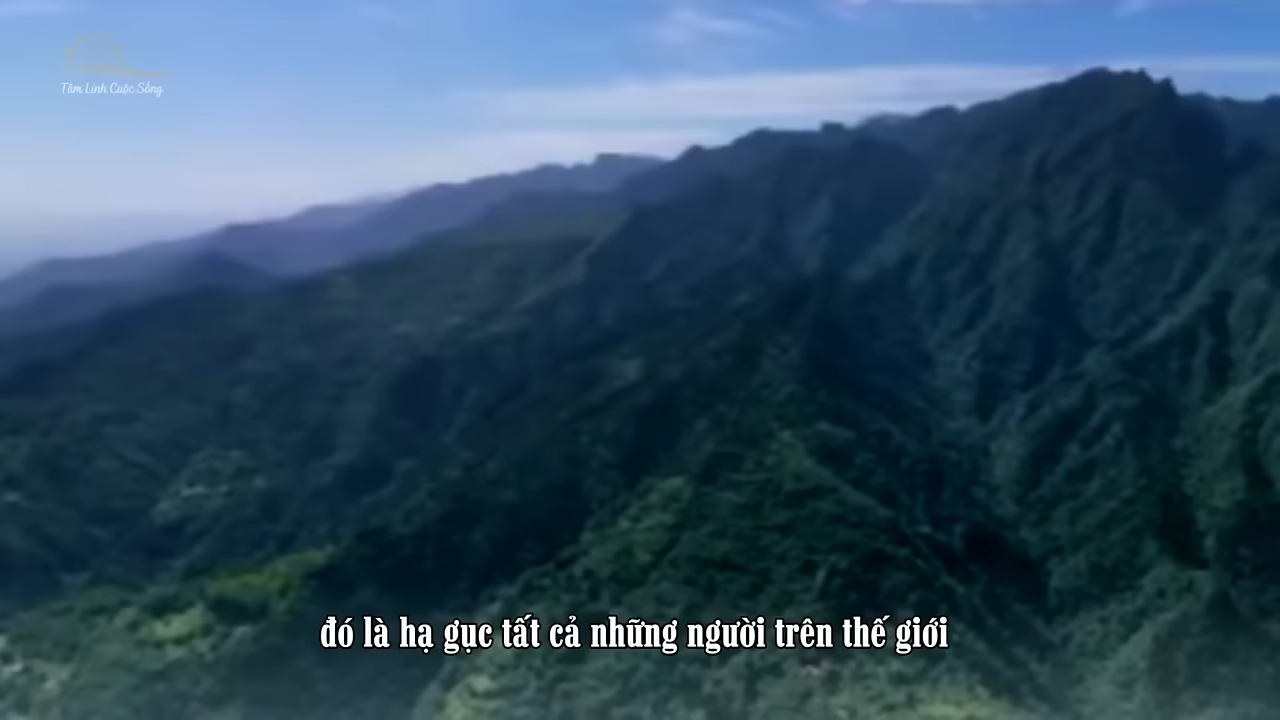 Tâm Linh Cuộc Sống
đó là hạ gục tất cả những người trên thế giới